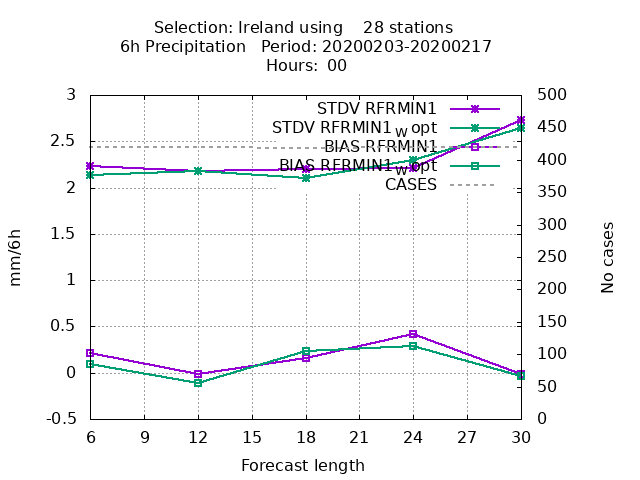 Selection: Ireland using 28 stations
6h Precipitation Period: 20200203-20200217
Hours: 00
3
2.5
2
1.5
1
0.5
0
-0.5
mm/6h
STDV RFRMIN1
STDV RFRMIN1w opt
BIAS RFRMIN1
BIAS RFRMIN1w opt
CASES
500
450
400
350
300
250
200
150
100
50
0
No cases
6 9 12 15 18 21 24 27 30
Forecast length